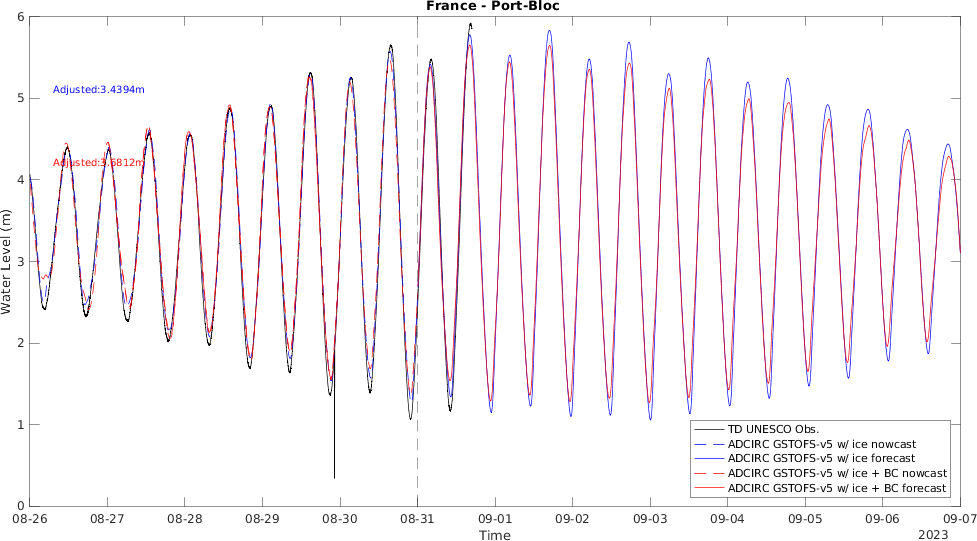 France - Port-Bloc
6
5
4
3
2
1
0
Water Level (m)
Adjusted:3.4394m
Adjusted:3.6812m
TD UNESCO Obs.
ADCIRC GSTOFS-v5 w/ ice nowcast
ADCIRC GSTOFS-v5 w/ ice forecast
ADCIRC GSTOFS-v5 w/ ice + BC nowcast
ADCIRC GSTOFS-v5 w/ ice + BC forecast
08-26 08-27 08-28 08-29 08-30 08-31 09-01 09-02 09-03 09-04 09-05 09-06 09-07
Time
2023